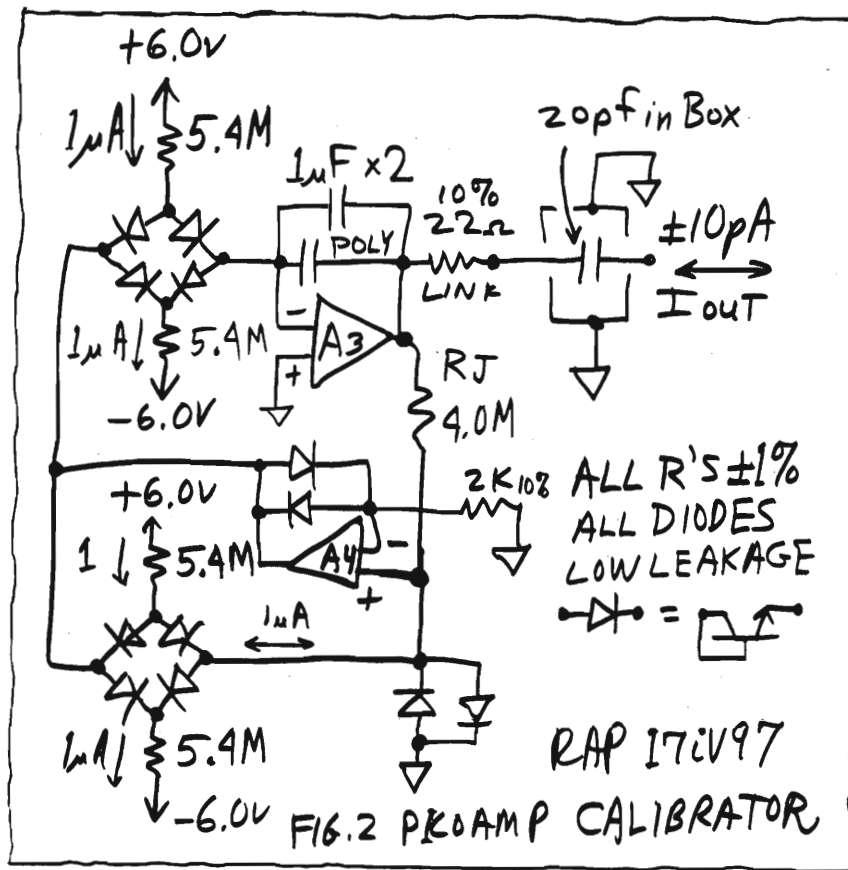 +6.0v
1μA
5.4M
1μA
5.4M
-6.0V
1μF x2
POLY
-
+
A3
10%
22Ω
LINK
20pf in Box
±10pA
IOUT
RJ
4.0M
+6.0V
1
5.4M
1μA
5.4M
-6.0V
1μA
A4
-
+
2K 10%
ALL R'S ±1%
ALL DIODES
LOW LEAKAGE
=
RAP 17iV97
FIG.2 PICOAMP CALIBRATOR